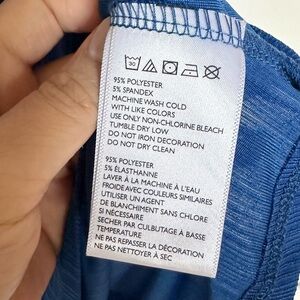 30
95% POLYESTER
5% SPANDEX
MACHINE WASH COLD
WITH LIKE COLORS
USE ONLY NON-CHLORINE BLEACH
TUMBLE DRY LOW
DO NOT IRON DECORATION
DO NOT DRY CLEAN
95% POLYESTER
5% ÉLASTHANNE
LAVER À LA MACHINE À L'EAU
FROIDE AVEC COULEURS SIMILAIRES
UTILISER UN AGENT
DE BLANCHIMENT SANS CHLORE
SI NÉCESSAIRE
SECHER PAR CULBUTAGE À BASSE
TEMPERATURE
NE PAS REPASSER LA DÉCORATION
NE PAS NETTOYER À SEC